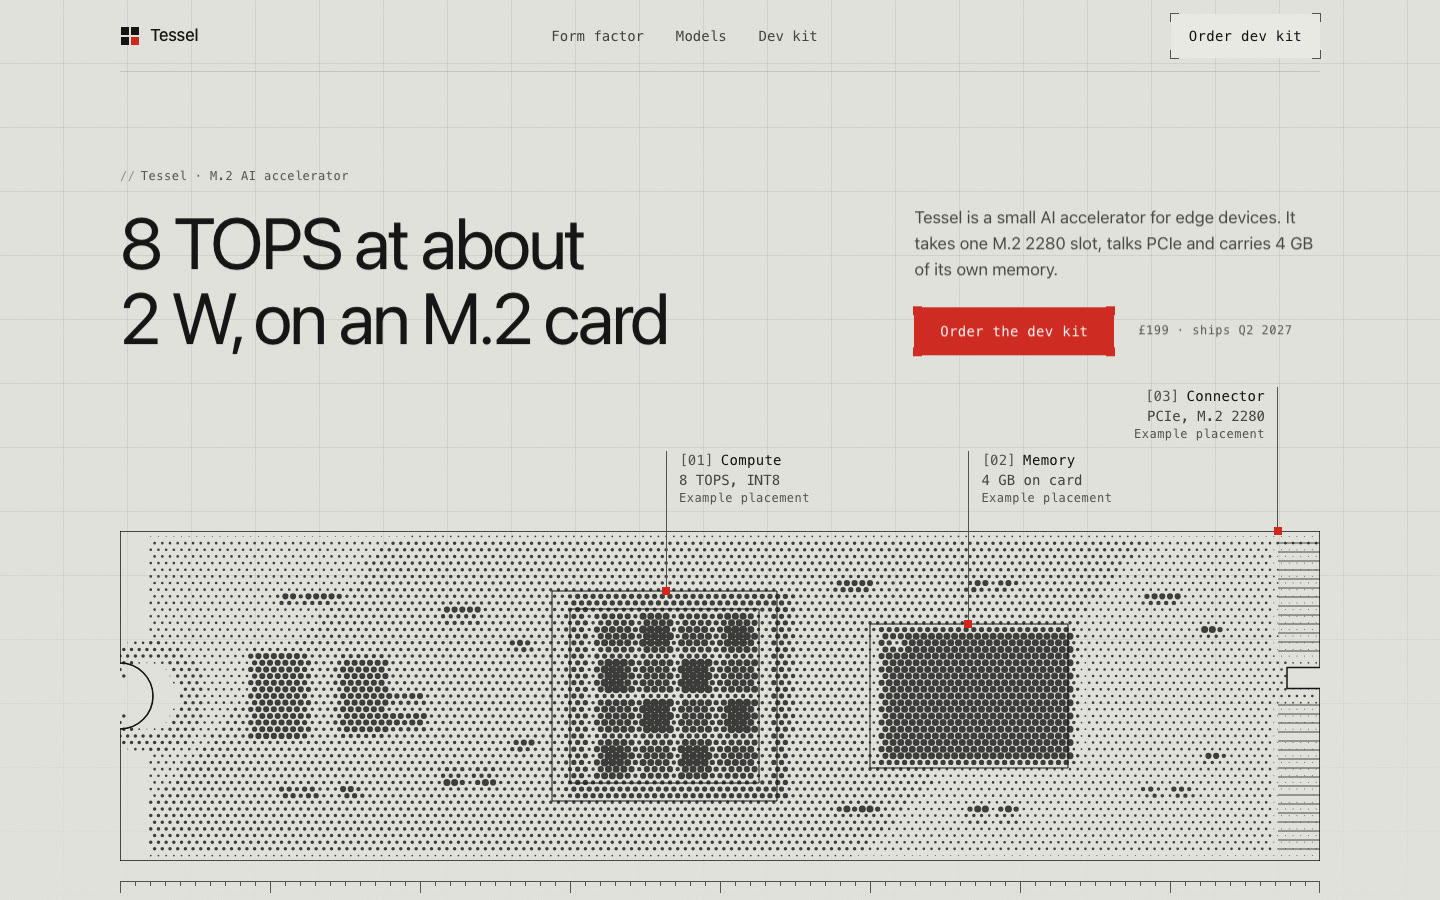 Tessel
Form factor
Models
Dev kit
Order dev kit
// Tessel · M.2 AI accelerator
8 TOPS at about
2 W, on an M.2 card
Tessel is a small AI accelerator for edge devices. It
takes one M.2 2280 slot, talks PCIe and carries 4 GB
of its own memory.
Order the dev kit
£199 · ships Q2 2027
[03] Connector
PCIe, M.2 2280
Example placement
[01] Compute
8 TOPS, INT8
Example placement
[02] Memory
4 GB on card
Example placement